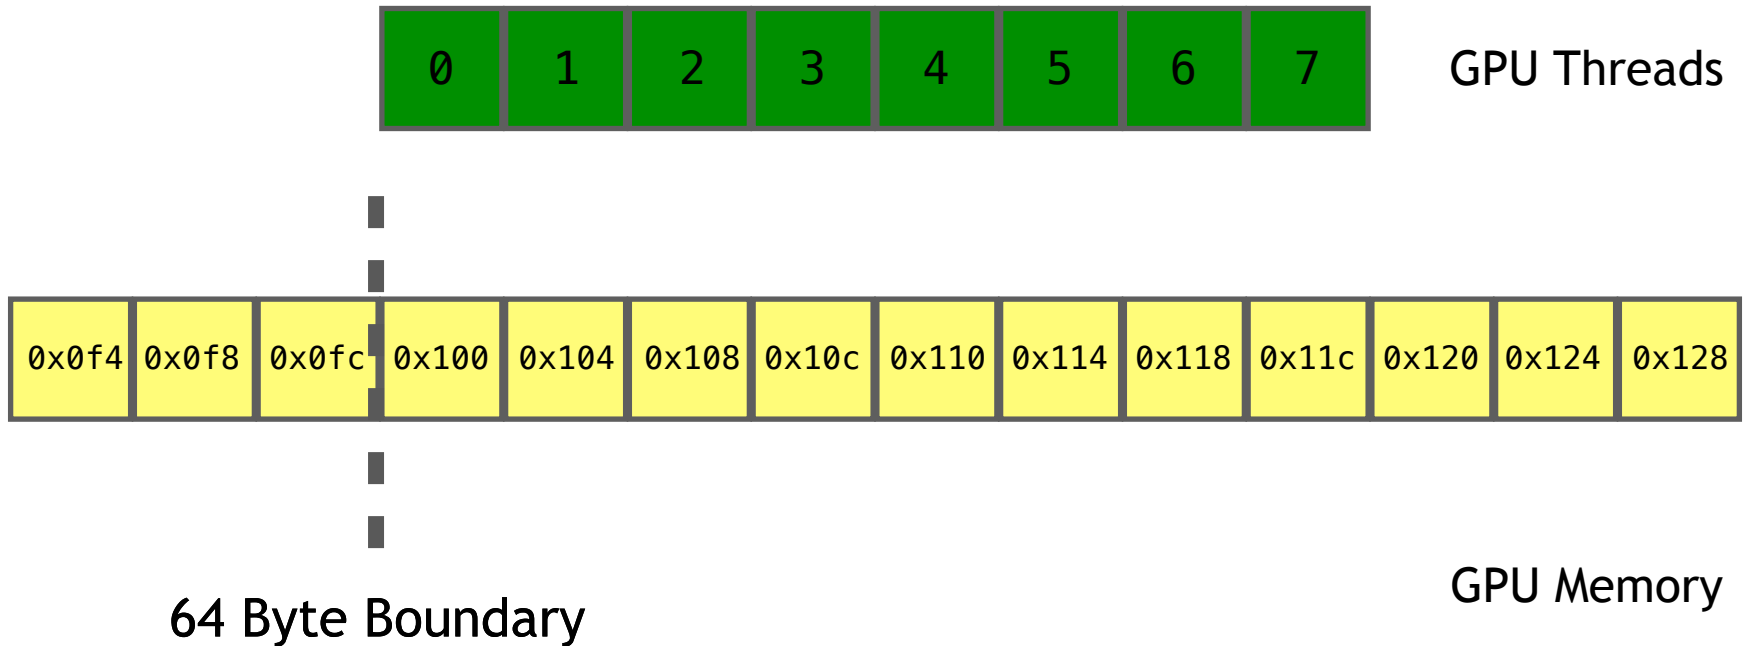 0 1 2 3 4 5 6 7 GPU Threads
0x0f4 0x0f8 0x0fc 0x100 0x104 0x108 0x10c 0x110 0x114 0x118 0x11c 0x120 0x124 0x128
GPU Memory
64 Byte Boundary